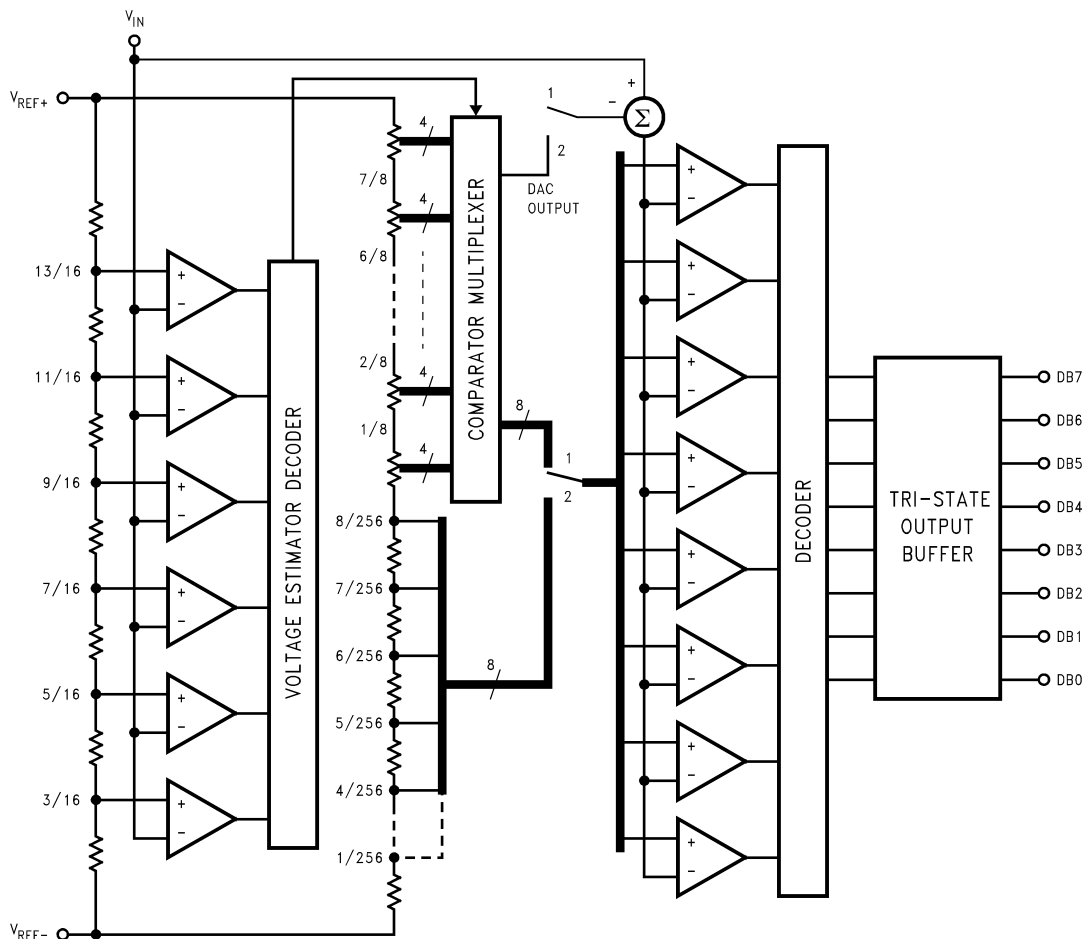 V_IN
V_REF+
+
1
−
Σ
4
2
7/8
DAC
OUTPUT
4
6/8
13/16
11/16
9/16
7/16
5/16
3/16
+
−
+
−
+
−
+
−
+
−
+
−
VOLTAGE ESTIMATOR DECODER
2/8
4
1/8
4
COMPARATOR MULTIPLEXER
8
1
2
8/256
7/256
6/256
5/256
4/256
1/256
8
+
−
+
−
+
−
+
−
+
−
+
−
+
−
+
−
DECODER
TRI-STATE
OUTPUT
BUFFER
DB7
DB6
DB5
DB4
DB3
DB2
DB1
DB0
V_REF−